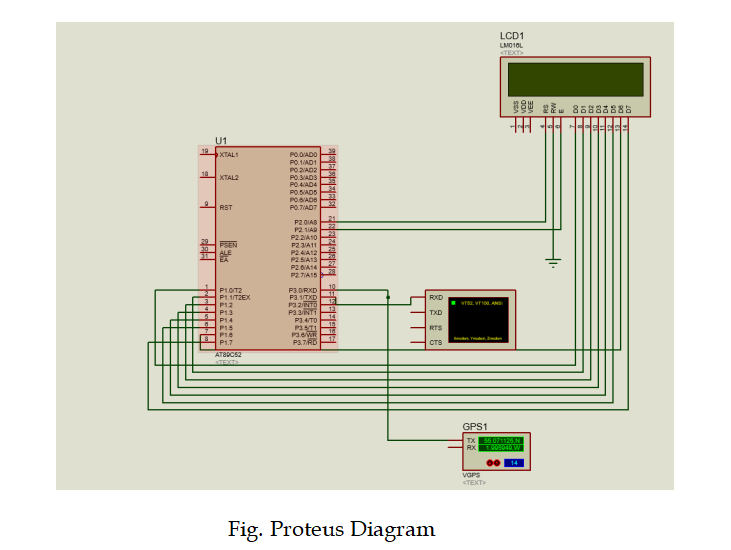 LCD1
LM016L
<TEXT>
VSS VDD VEE RS RW E D0 D1 D2 D3 D4 D5 D6 D7
1 2 3 4 5 6 7 8 9 10 11 12 13 14
U1
19 XTAL1 P0.0/AD0 39
P0.1/AD1 38
P0.2/AD2 37
18 XTAL2 P0.3/AD3 36
P0.4/AD4 35
P0.5/AD5 34
P0.6/AD6 33
9 RST P0.7/AD7 32
P2.0/A8 21
P2.1/A9 22
P2.2/A10 23
29 PSEN P2.3/A11 24
30 ALE P2.4/A12 25
31 EA P2.5/A13 26
P2.6/A14 27
P2.7/A15 28
1 P1.0/T2 P3.0/RXD 10
2 P1.1/T2EX P3.1/TXD 11
3 P1.2 P3.2/INT0 12
4 P1.3 P3.3/INT1 13
5 P1.4 P3.4/T0 14
6 P1.5 P3.5/T1 15
7 P1.6 P3.6/WR 16
8 P1.7 P3.7/RD 17
AT89C52
<TEXT>
RXD VT52, VT100, ANSI
TXD
RTS
CTS Xmodem, Ymodem, Zmodem
GPS1
TX
RX
14
VGPS
<TEXT>
Fig. Proteus Diagram